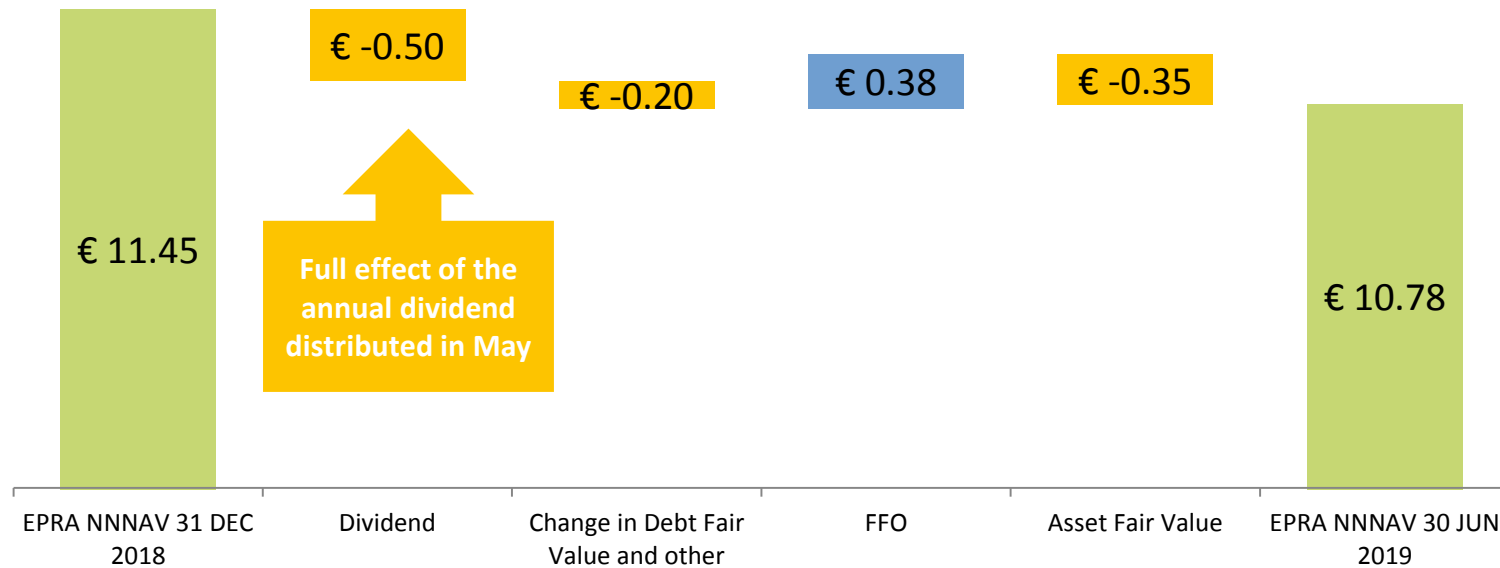 € 11.45
€ -0.50
€ -0.20
€ 0.38
€ -0.35
€ 10.78
Full effect of the
annual dividend
distributed in May
EPRA NNNAV 31 DEC
2018
Dividend
Change in Debt Fair
Value and other
FFO
Asset Fair Value
EPRA NNNAV 30 JUN
2019